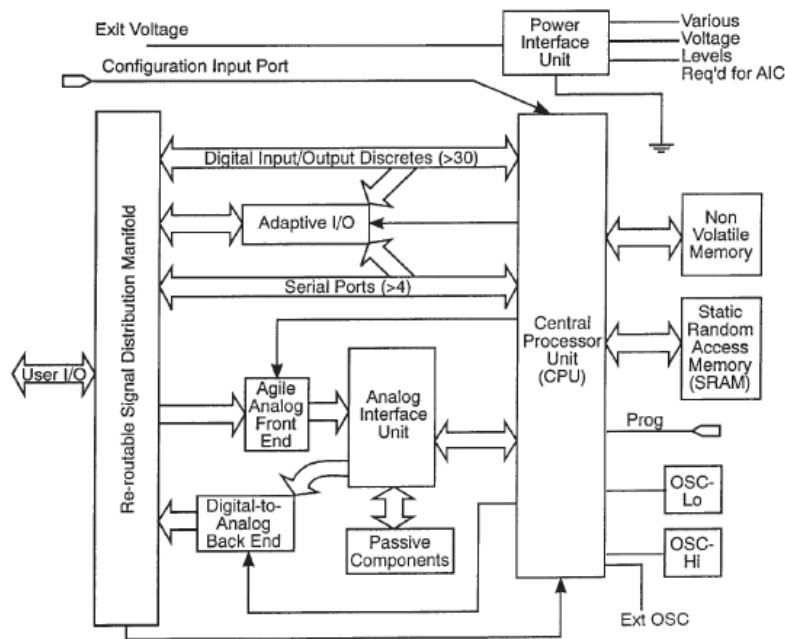 Exit Voltage
Power
Interface
Unit
Various
Voltage
Levels
Req'd for AIC
Configuration Input Port
Re-routable Signal Distribution Manifold
Digital Input/Output Discretes (>30)
Adaptive I/O
Serial Ports (>4)
Central
Processor
Unit
(CPU)
Non
Volatile
Memory
Static
Random
Access
Memory
(SRAM)
User I/O
Agile
Analog
Front
End
Analog
Interface
Unit
Prog
Digital-to-
Analog
Back End
Passive
Components
OSC-
Lo
OSC-
Hi
Ext OSC